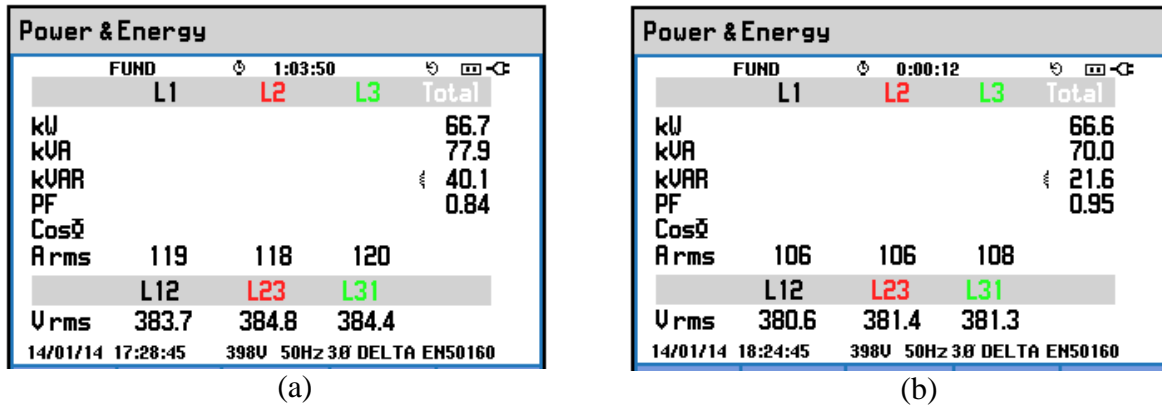 Power & Energy
FUND 1:03:50
L1 L2 L3 Total
kW 66.7
kVA 77.9
kVAR 40.1
PF 0.84
CosΦ
A rms 119 118 120
L12 L23 L31
V rms 383.7 384.8 384.4
14/01/14 17:28:45 398V 50Hz 3Ø DELTA EN50160
(a)
Power & Energy
FUND 0:00:12
L1 L2 L3 Total
kW 66.6
kVA 70.0
kVAR 21.6
PF 0.95
CosΦ
A rms 106 106 108
L12 L23 L31
V rms 380.6 381.4 381.3
14/01/14 18:24:45 398V 50Hz 3Ø DELTA EN50160
(b)